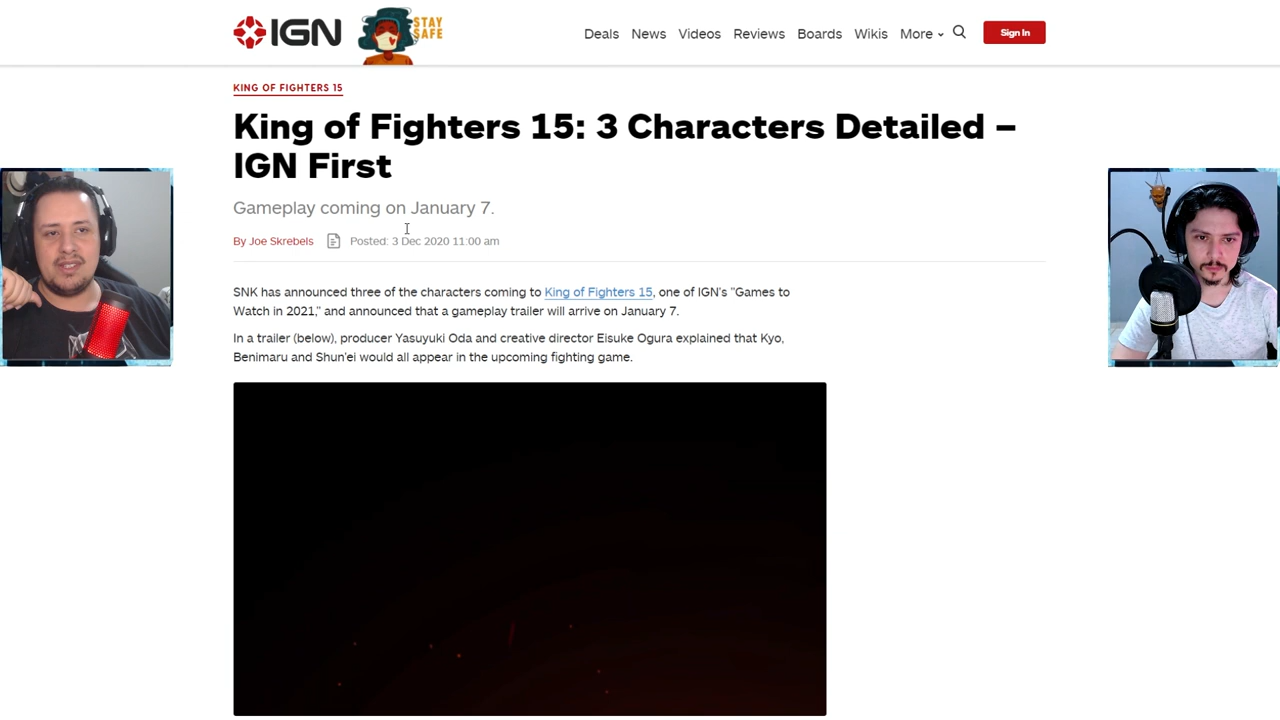 IGN
STAY
SAFE
Deals News Videos Reviews Boards Wikis More Sign In
KING OF FIGHTERS 15
King of Fighters 15: 3 Characters Detailed –
IGN First
Gameplay coming on January 7.
By Joe Skrebels Posted: 3 Dec 2020 11:00 am
SNK has announced three of the characters coming to King of Fighters 15, one of IGN's "Games to
Watch in 2021," and announced that a gameplay trailer will arrive on January 7.
In a trailer (below), producer Yasuyuki Oda and creative director Eisuke Ogura explained that Kyo,
Benimaru and Shun'ei would all appear in the upcoming fighting game.